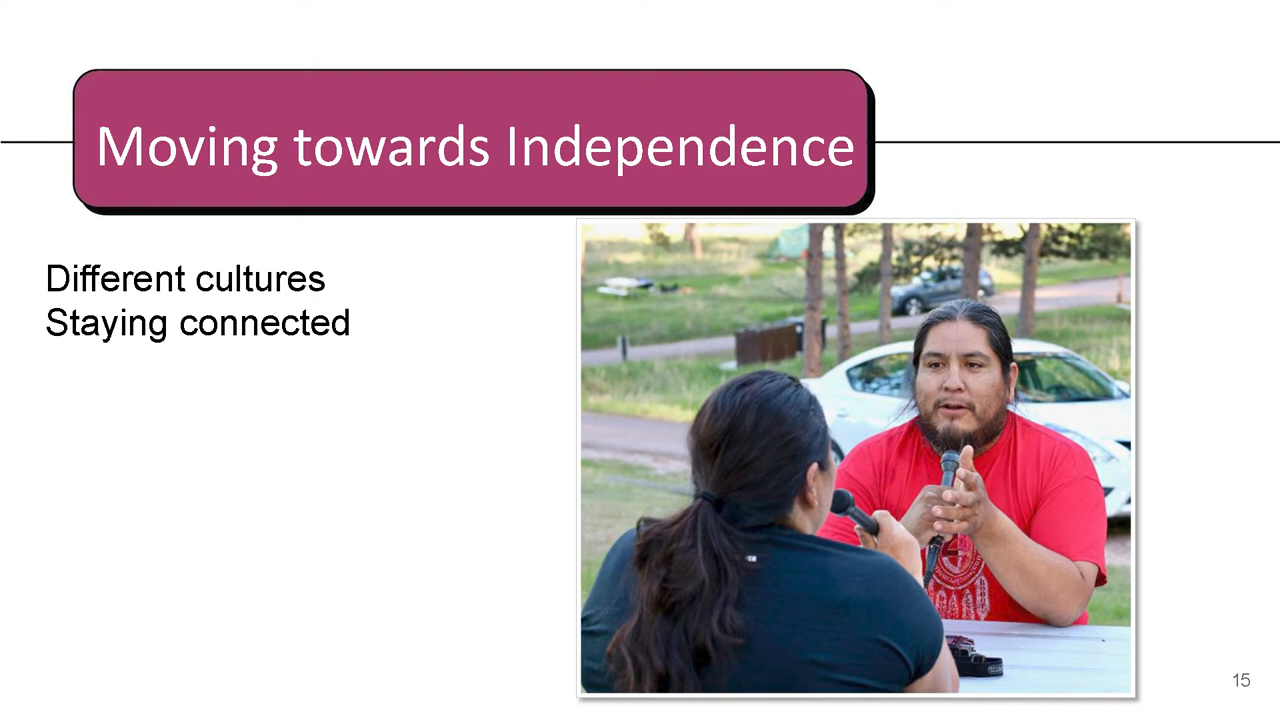 Moving towards Independence
Different cultures
Staying connected
15